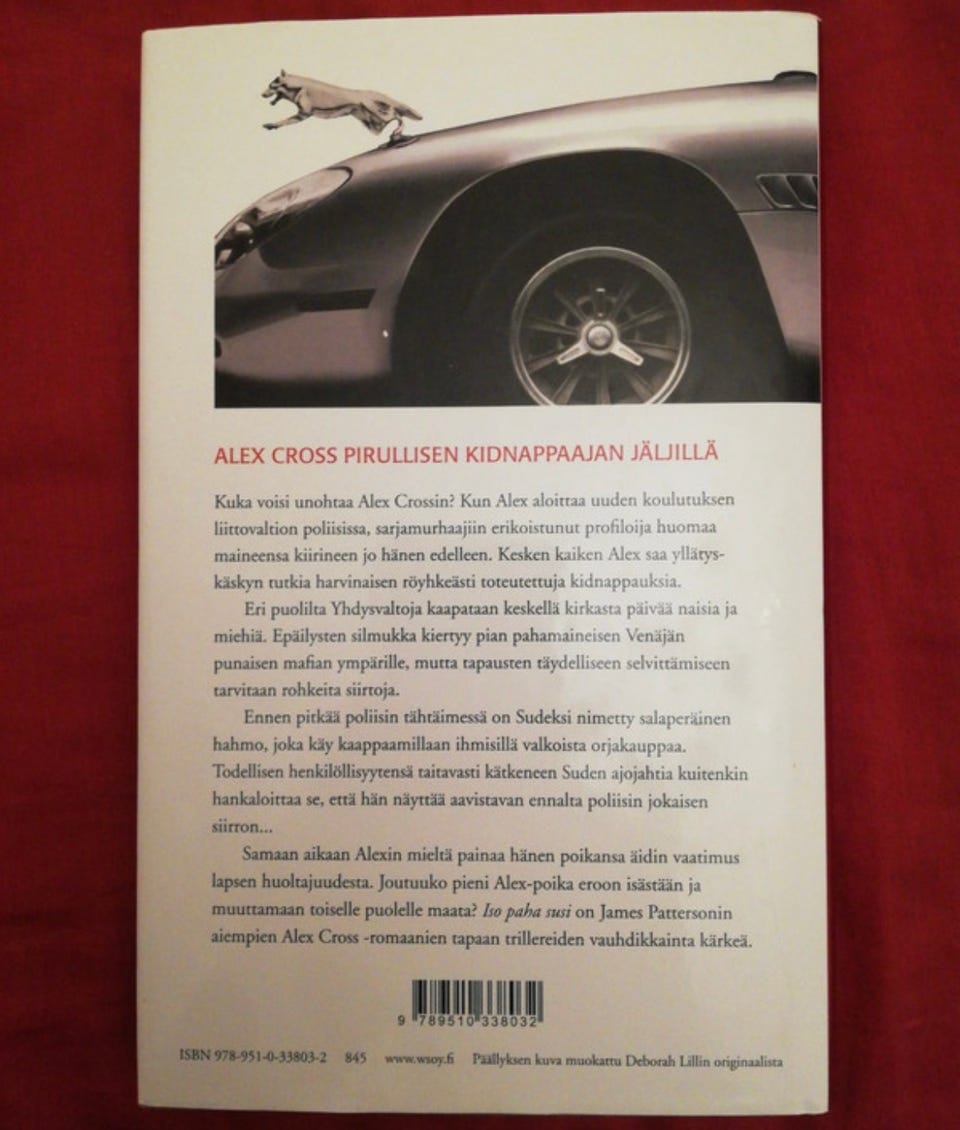 ALEX CROSS PIRULLISEN KIDNAPPAAJAN JÄLJILLÄ
Kuka voisi unohtaa Alex Crossin? Kun Alex aloittaa uuden koulutuksen
liittovaltion poliisissa, sarjamurhaajiin erikoistunut profiloija huomaa
maineensa kiirineen jo hänen edelleen. Kesken kaiken Alex saa yllätys-
käskyn tutkia harvinaisen röyhkeästi toteutettuja kidnappauksia.
Eri puolilta Yhdysvaltoja kaapataan keskellä kirkasta päivää naisia ja
miehiä. Epäilysten silmukka kiertyy pian pahamaineisen Venäjän
punaisen mafian ympärille, mutta tapausten täydelliseen selvittämiseen
tarvitaan rohkeita siirtoja.
Ennen pitkää poliisin tähtäimessä on Sudeksi nimetty salaperäinen
hahmo, joka käy kaappaamillaan ihmisillä valkoista orjakauppaa.
Todellisen henkilöllisyytensä taitavasti kätkeneen Suden ajojahtia kuitenkin
hankaloittaa se, että hän näyttää aavistavan ennalta poliisin jokaisen
siirron...
Samaan aikaan Alexin mieltä painaa hänen poikansa äidin vaatimus
lapsen huoltajuudesta. Joutuuko pieni Alex-poika eroon isästään ja
muuttamaan toiselle puolelle maata? Iso paha susi on James Pattersonin
aiempien Alex Cross -romaanien tapaan trillereiden vauhdikkainta kärkeä.
9 789510 338032
ISBN 978-951-0-33803-2 845 www.wsoy.fi Päällyksen kuva muokattu Deborah Lillin originaalista